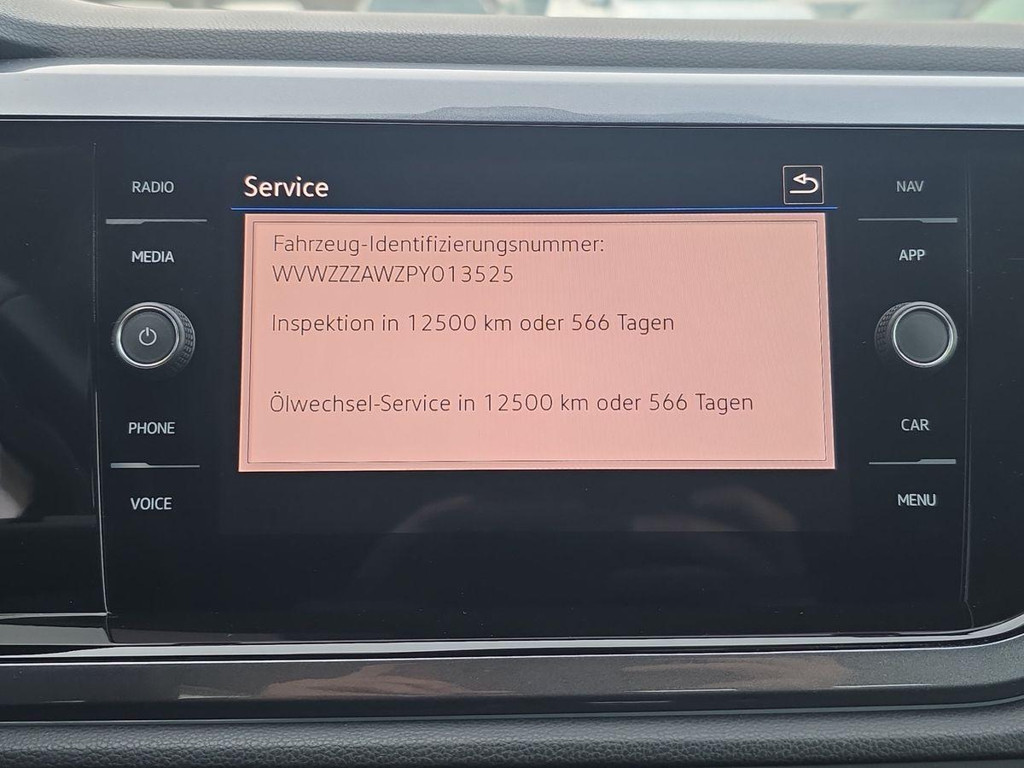 RADIO
Service
NAV
MEDIA
Fahrzeug-Identifizierungsnummer:
WVWZZZAWZPY013525
APP
Inspektion in 12500 km oder 566 Tagen
Ölwechsel-Service in 12500 km oder 566 Tagen
PHONE
CAR
VOICE
MENU